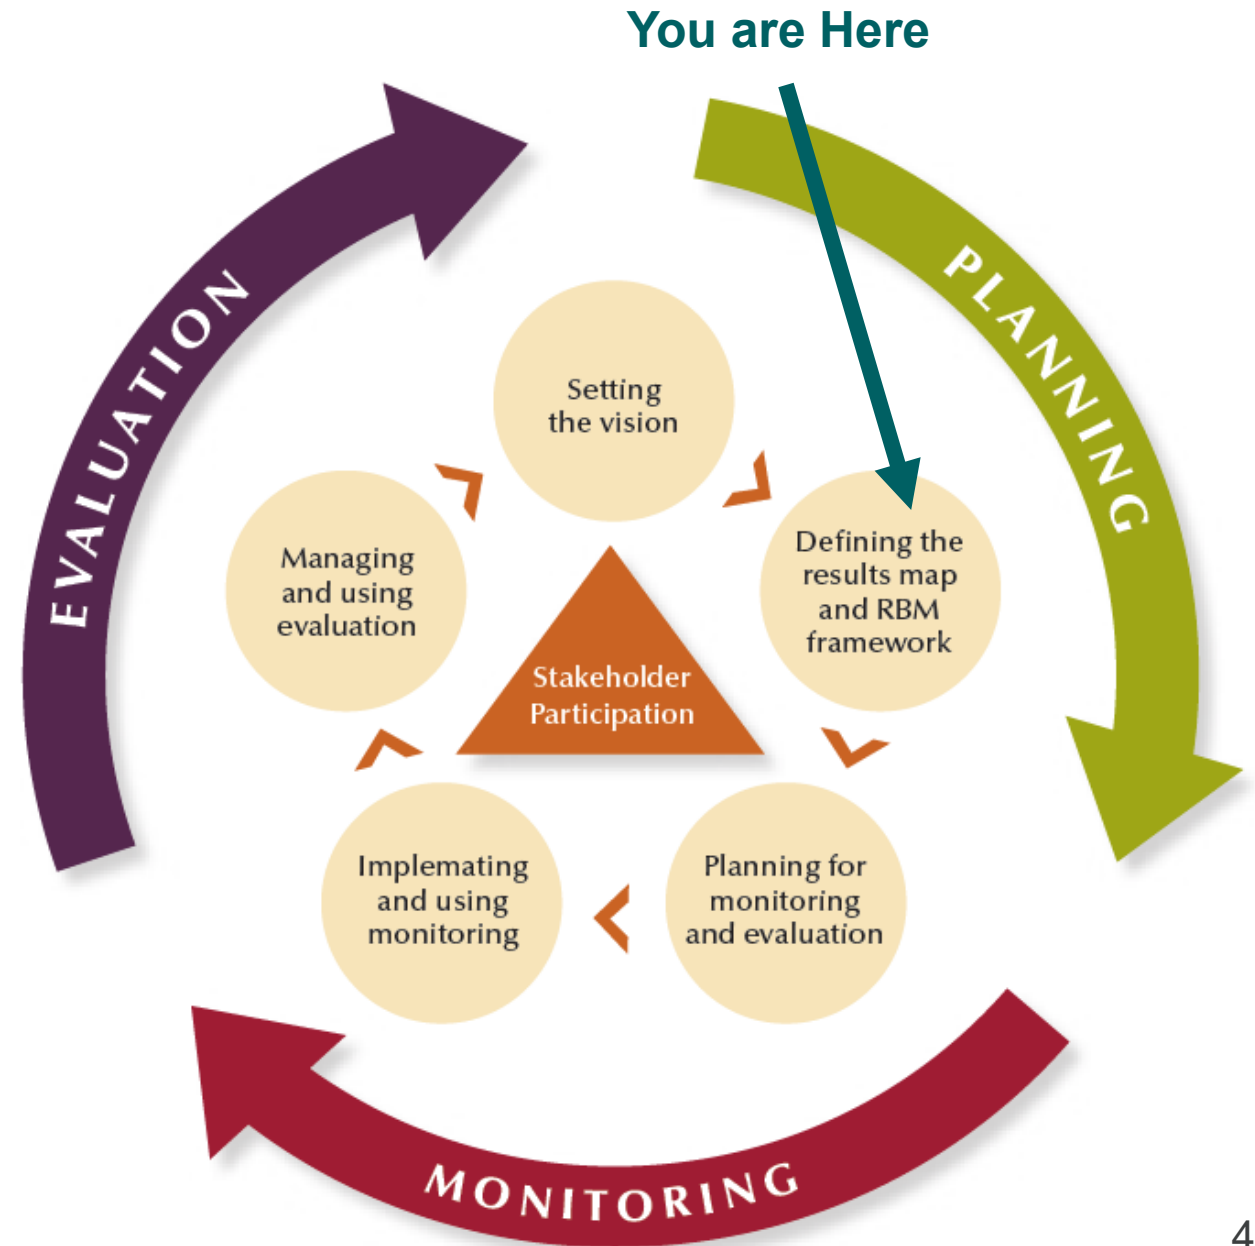 You are Here
EVALUATION
PLANNING
Setting
the vision
Defining the
results map
and RBM
framework
Managing
and using
evaluation
Stakeholder
Participation
Implemating
and using
monitoring
Planning for
monitoring
and evaluation
MONITORING
4